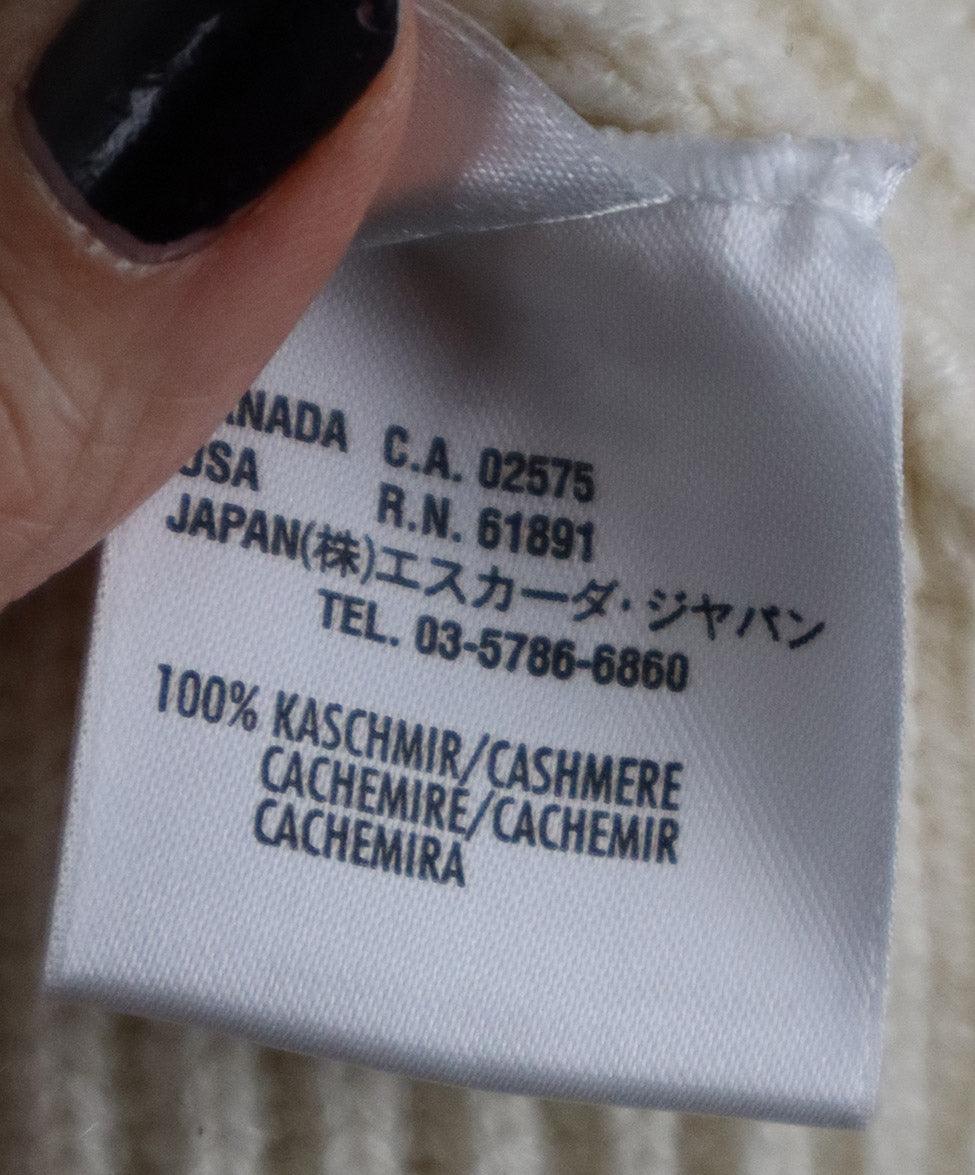 CANADA C.A. 02575
USA R.N. 61891
JAPAN(株)エスカーダ・ジャパン
TEL. 03-5786-6860
100% KASCHMIR/CASHMERE
CACHEMIRE/CACHEMIR
CACHEMIRA